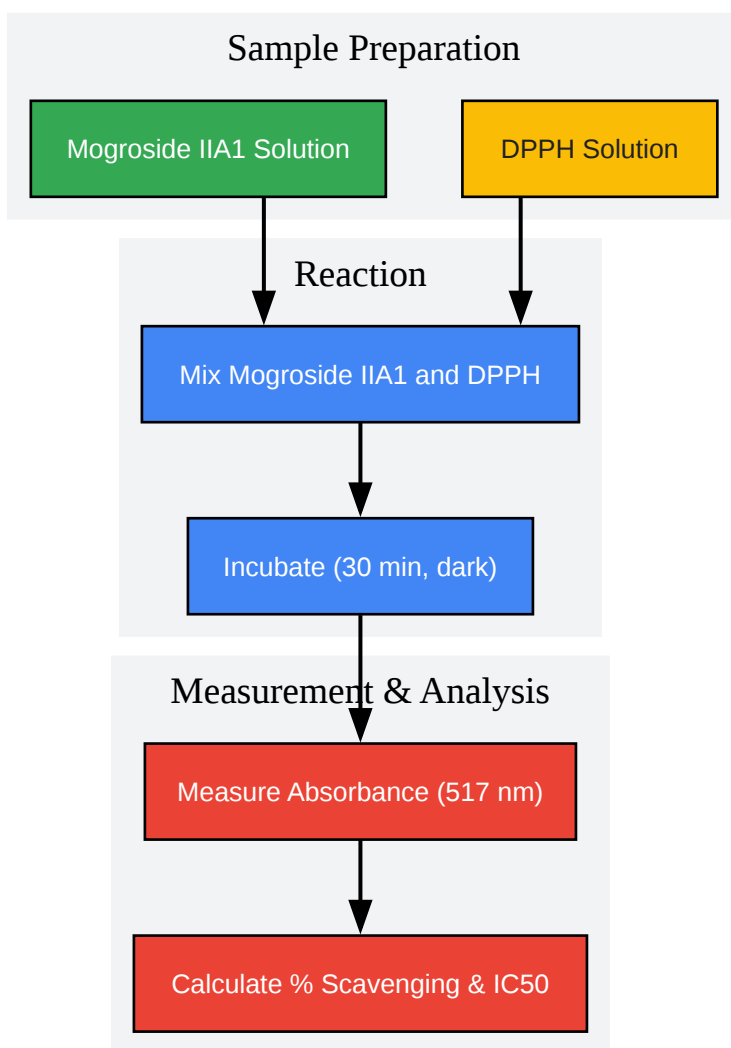 Sample Preparation
Mogroside IIA1 Solution
DPPH Solution
Reaction
Mix Mogroside IIA1 and DPPH
Incubate (30 min, dark)
Measurement & Analysis
Measure Absorbance (517 nm)
Calculate % Scavenging & IC50